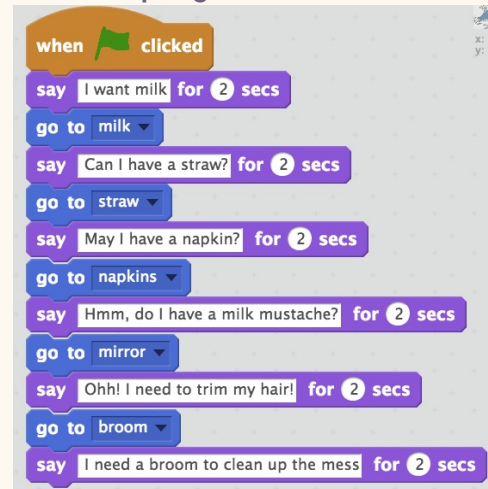 when clicked
say I want milk for 2 secs
go to milk
say Can I have a straw? for 2 secs
go to straw
say May I have a napkin? for 2 secs
go to napkins
say Hmm, do I have a milk mustache? for 2 secs
go to mirror
say Ohh! I need to trim my hair! for 2 secs
go to broom
say I need a broom to clean up the mess for 2 secs
x:
y: